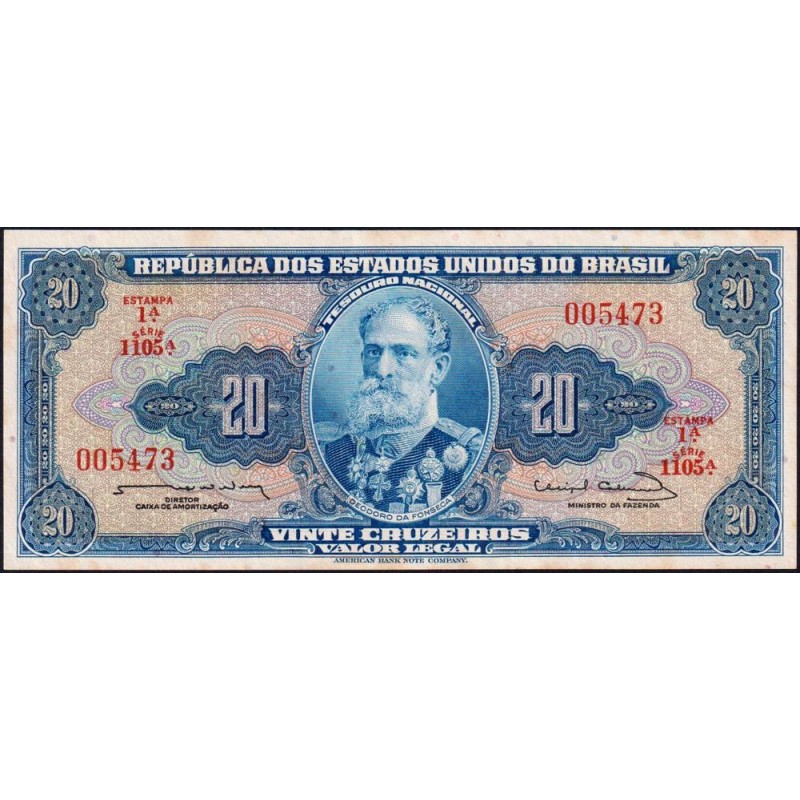 REPÚBLICA DOS ESTADOS UNIDOS DO BRASIL
TESOURO NACIONAL
20
20
ESTAMPA
1A
SÉRIE
1105A
005473
20
20
005473
ESTAMPA
1A
SÉRIE
1105A
DIRETOR
CAIXA DE AMORTIZAÇÃO
DEODORO DA FONSECA
MINISTRO DA FAZENDA
20
20
VINTE CRUZEIROS
VALOR LEGAL
AMERICAN BANK NOTE COMPANY.